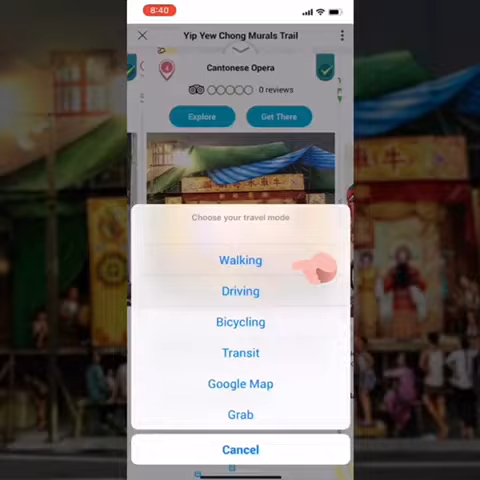 8:40
Yip Yew Chong Murals Trail
Cantonese Opera
0 reviews
Explore
Get There
Choose your travel mode
Walking
Driving
Bicycling
Transit
Google Map
Grab
Cancel